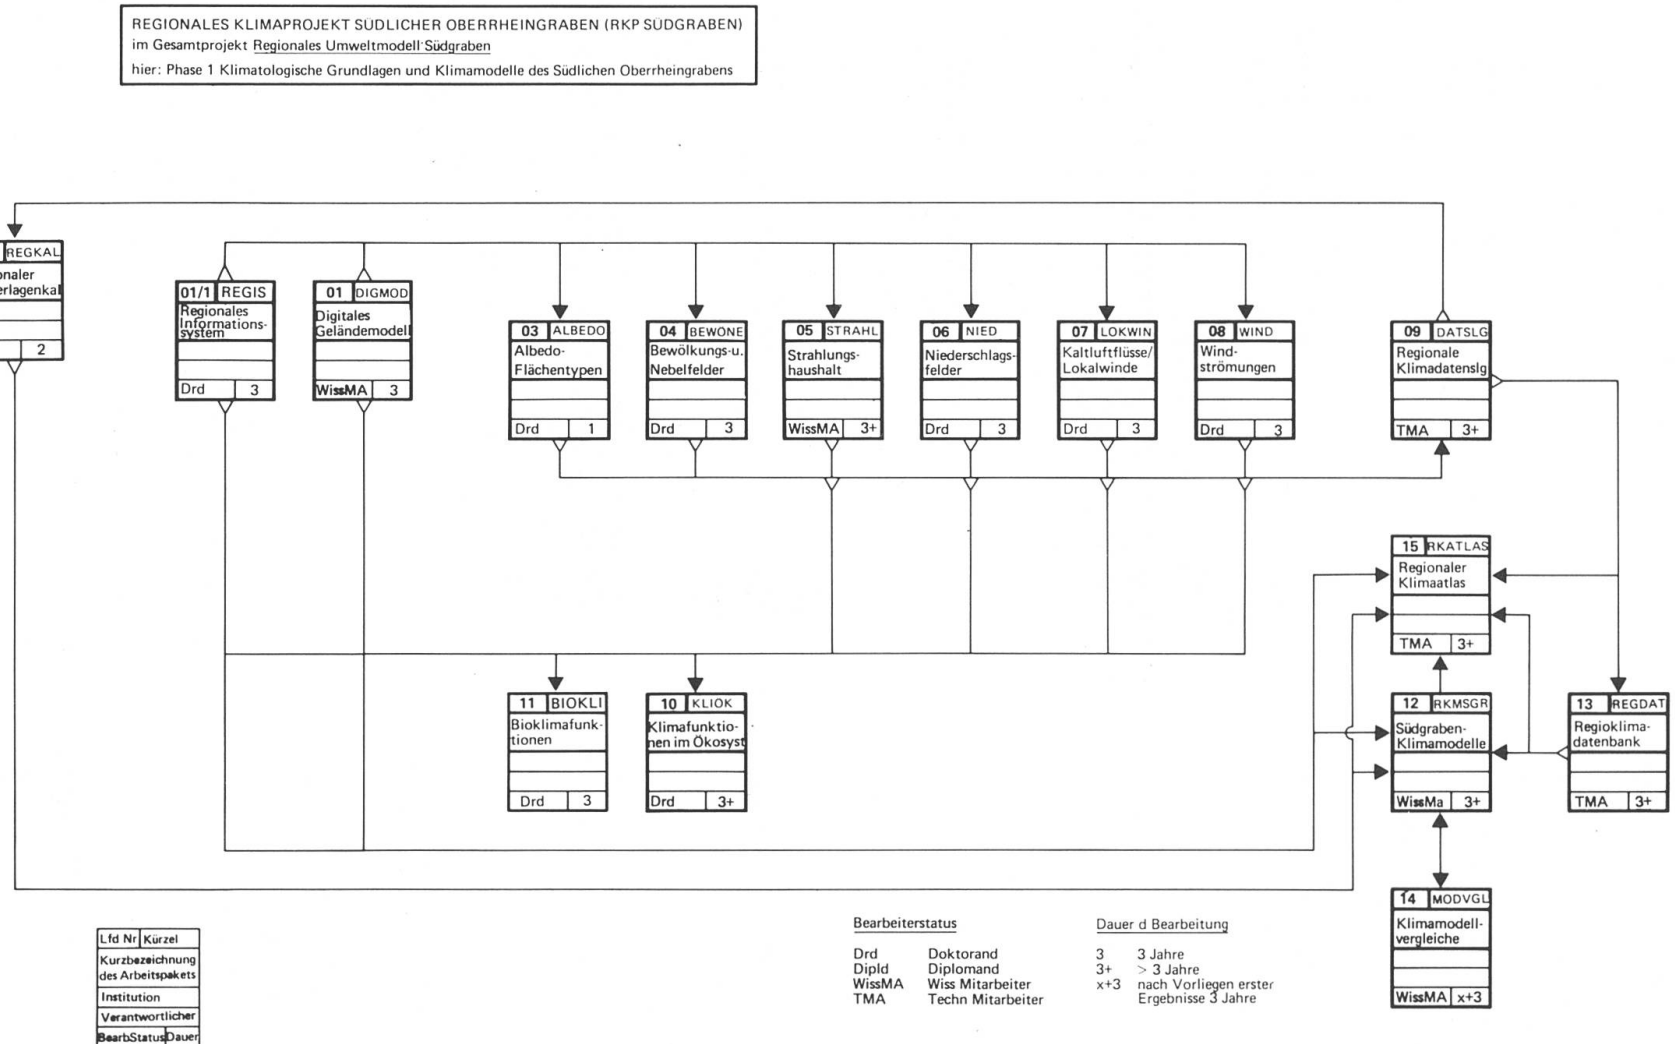 REGIONALES KLIMAPROJEKT SÜDLICHER OBERRHEINGRABEN (RKP SÜDGRABEN)
im Gesamtprojekt Regionales Umweltmodell Südgraben
hier: Phase 1 Klimatologische Grundlagen und Klimamodelle des Südlichen Oberrheingrabens
REGKAL
onaler
erlagenkal
2
01/1 REGIS
Regionales
Informations-
system
Drd 3
01 DIGMOD
Digitales
Geländemodell
WissMA 3
03 ALBEDO
Albedo-
Flächentypen
Drd 1
04 BEWÖNE
Bewölkungs-u.
Nebelfelder
Drd 3
05 STRAHL
Strahlungs-
haushalt
WissMA 3+
06 NIED
Niederschlags-
felder
Drd 3
07 LOKWIN
Kaltluftflüsse/
Lokalwinde
Drd 3
08 WIND
Wind-
strömungen
Drd 3
09 DATSLG
Regionale
Klimadatenslg
TMA 3+
15 RKATLAS
Regionaler
Klimaatlas
TMA 3+
11 BIOKLI
Bioklimafunk-
tionen
Drd 3
10 KLIOK
Klimafunktio-
nen im Ökosyst
Drd 3+
12 RKMSGR
Südgraben-
Klimamodelle
WissMa 3+
13 REGDAT
Regioklima-
datenbank
TMA 3+
14 MODVGL
Klimamodell-
vergleiche
WissMA x+3
Lfd Nr Kürzel
Kurzbezeichnung
des Arbeitspakets
Institution
Verantwortlicher
BearbStatus Dauer
Bearbeiterstatus
Drd Doktorand
Dipld Diplomand
WissMA Wiss Mitarbeiter
TMA Techn Mitarbeiter
Dauer d Bearbeitung
3 3 Jahre
3+ > 3 Jahre
x+3 nach Vorliegen erster
Ergebnisse 3 Jahre